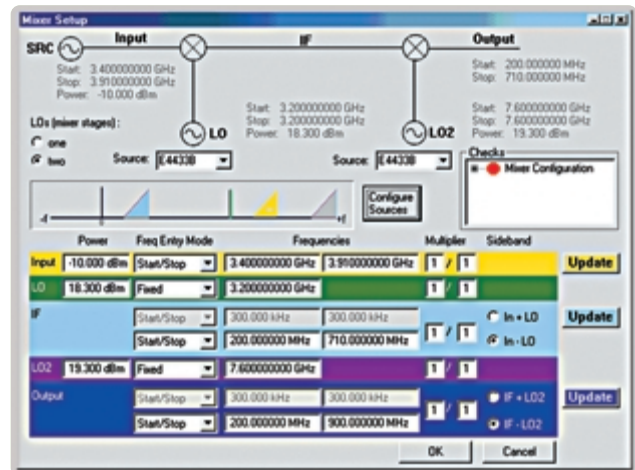 Mixer Setup
Input
IF
Output
SRC
Start: 3.400000000 GHz
Stop: 3.910000000 GHz
Power: -10.000 dBm
Start: 200.000000 MHz
Stop: 710.000000 MHz
LOs (mixer stages) :
one
two
LO
Start: 3.200000000 GHz
Stop: 3.200000000 GHz
Power: 18.300 dBm
LO2
Start: 7.600000000 GHz
Stop: 7.600000000 GHz
Power: 19.300 dBm
Source: E4433B
Source: E4433B
Checks
Mixer Configuration
-f
0
+f
Configure
Sources
Power Freq Entry Mode Frequencies Multiplier Sideband
Input -10.000 dBm Start/Stop 3.400000000 GHz 3.910000000 GHz 1 / 1 Update
LO 18.300 dBm Fixed 3.200000000 GHz 1 / 1
IF Start/Stop 300.000 kHz 300.000 kHz In + LO Update
Start/Stop 200.000000 MHz 710.000000 MHz 1 / 1 In - LO
LO2 19.300 dBm Fixed 7.600000000 GHz 1 / 1
Output Start/Stop 300.000 kHz 300.000 kHz IF + LO2 Update
Start/Stop 200.000000 MHz 900.000000 MHz 1 / 1 IF - LO2
OK Cancel